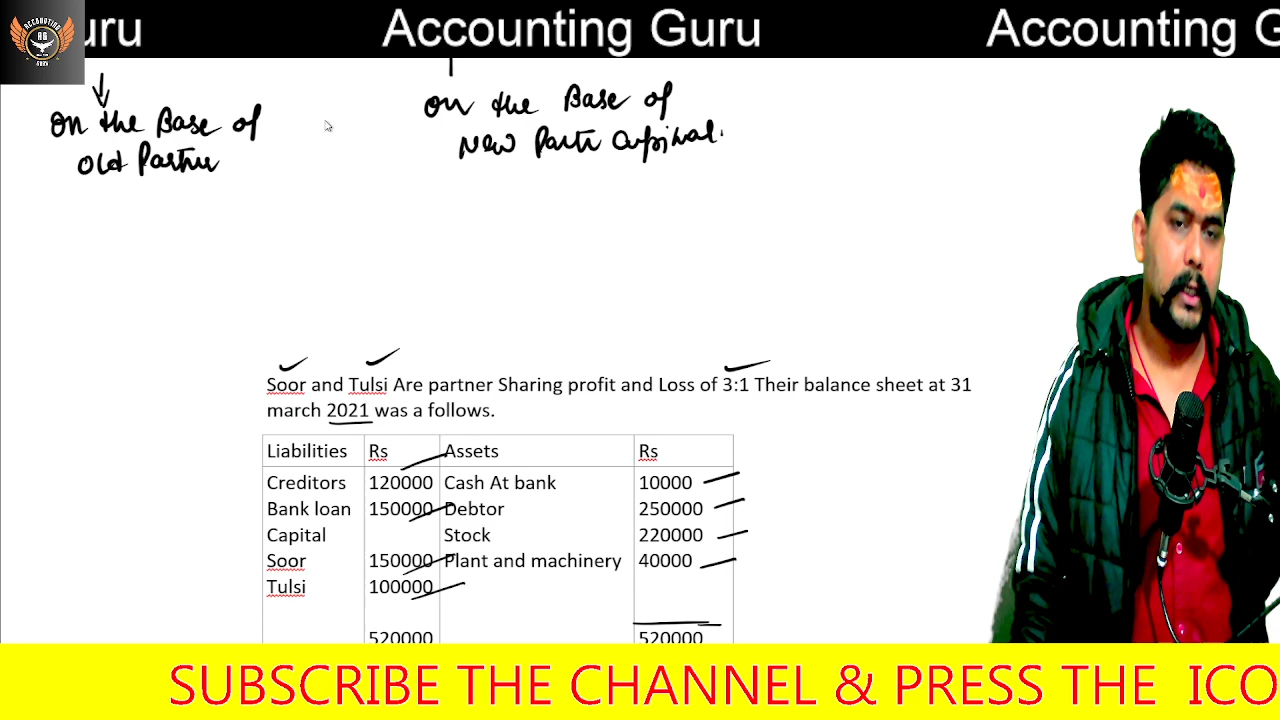 uru Accounting Guru Accounting G
ACCOUNTING
AG
GURU
On the Base of
Old Partner
On the Base of
New Partn Capital.
Soor and Tulsi Are partner Sharing profit and Loss of 3:1 Their balance sheet at 31
march 2021 was a follows.
Liabilities Rs Assets Rs
Creditors 120000 Cash At bank 10000
Bank loan 150000 Debtor 250000
Capital Stock 220000
Soor 150000 Plant and machinery 40000
Tulsi 100000
520000 520000
SUBSCRIBE THE CHANNEL & PRESS THE ICO